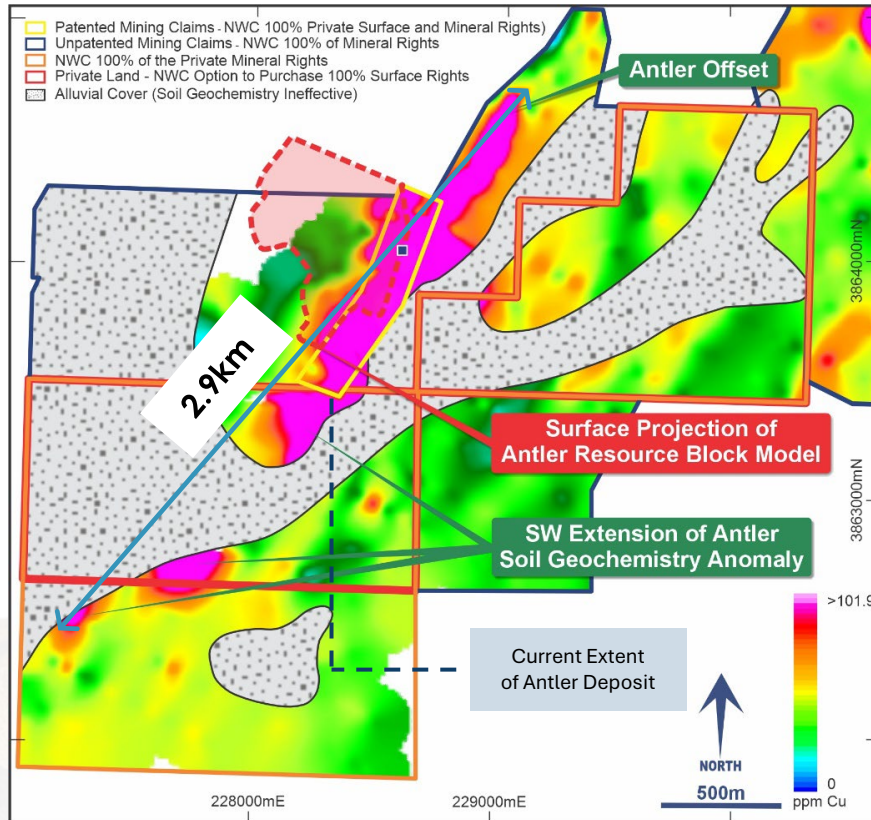 Patented Mining Claims - NWC 100% Private Surface and Mineral Rights)
Unpatented Mining Claims - NWC 100% of Mineral Rights
NWC 100% of the Private Mineral Rights
Private Land - NWC Option to Purchase 100% Surface Rights
Alluvial Cover (Soil Geochemistry Ineffective)
Antler Offset
3864000mN
2.9km
Surface Projection of
Antler Resource Block Model
3863000mN
SW Extension of Antler
Soil Geochemistry Anomaly
>101.9
Current Extent
of Antler Deposit
NORTH
500m
0
ppm Cu
228000mE
229000mE